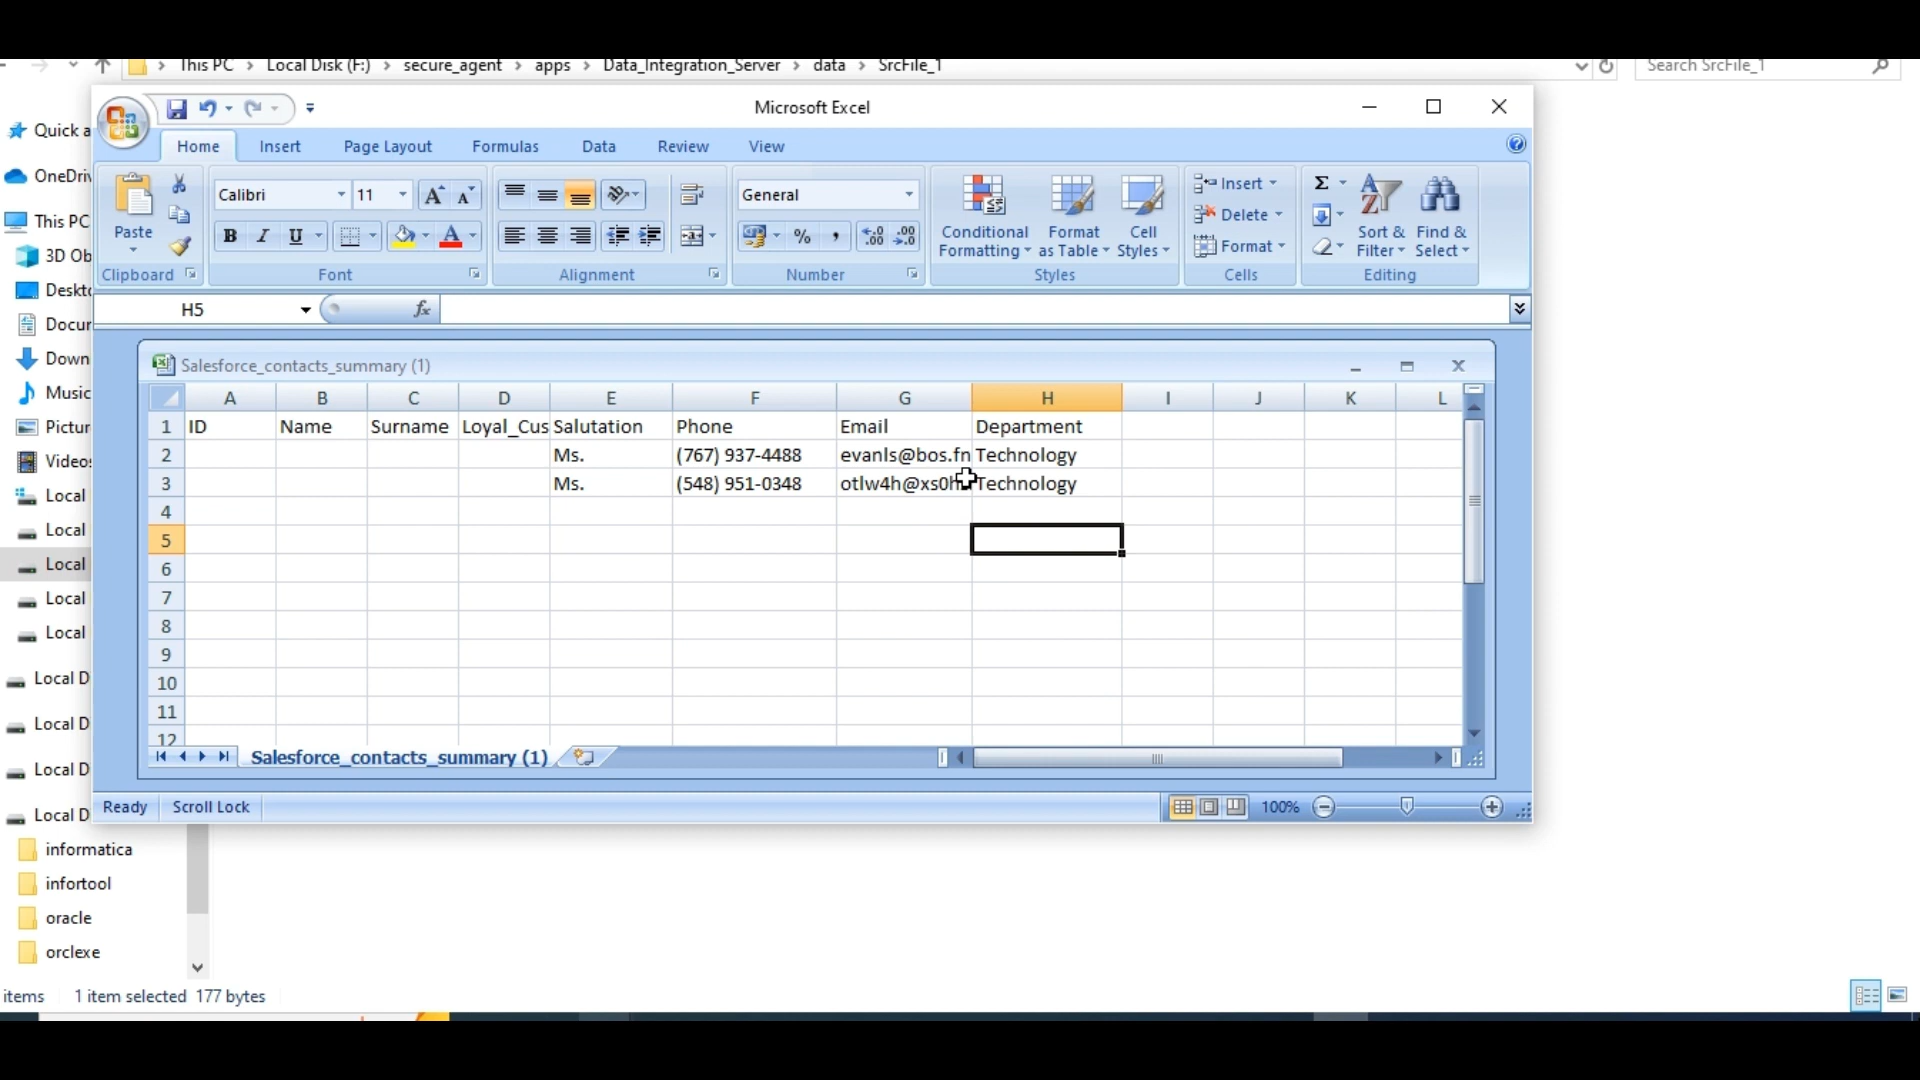 This PC > Local Disk (F:) > secure_agent > apps > Data_Integration_Server > data > SrcFile_1
Search SrcFile_1
Microsoft Excel
Home Insert Page Layout Formulas Data Review View
Calibri 11
General
Paste
B I U
Conditional Formatting
Format as Table
Cell Styles
Insert
Delete
Format
Sort & Filter
Find & Select
Clipboard Font Alignment Number Styles Cells Editing
H5 fx
Salesforce_contacts_summary (1)
A B C D E F G H I J K L
1 ID Name Surname Loyal_Cus Salutation Phone Email Department
2 Ms. (767) 937-4488 evanls@bos.fn Technology
3 Ms. (548) 951-0348 Technology
4
5
6
7
8
9
10
11
12
Salesforce_contacts_summary (1)
Ready Scroll Lock 100%
Quick a
OneDriv
This PC
3D Ob
Deskto
Docur
Down
Music
Pictur
Videos
Local
Local
Local
Local
Local
Local D
Local D
Local D
Local D
informatica
infortool
oracle
orclexe
items 1 item selected 177 bytes